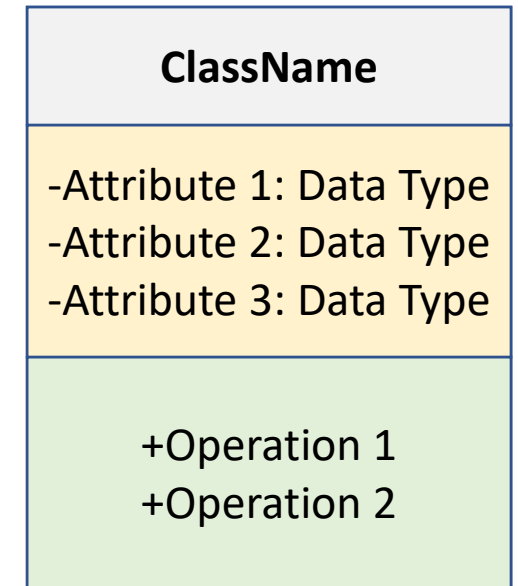 ClassName
-Attribute 1: Data Type
-Attribute 2: Data Type
-Attribute 3: Data Type
+Operation 1
+Operation 2